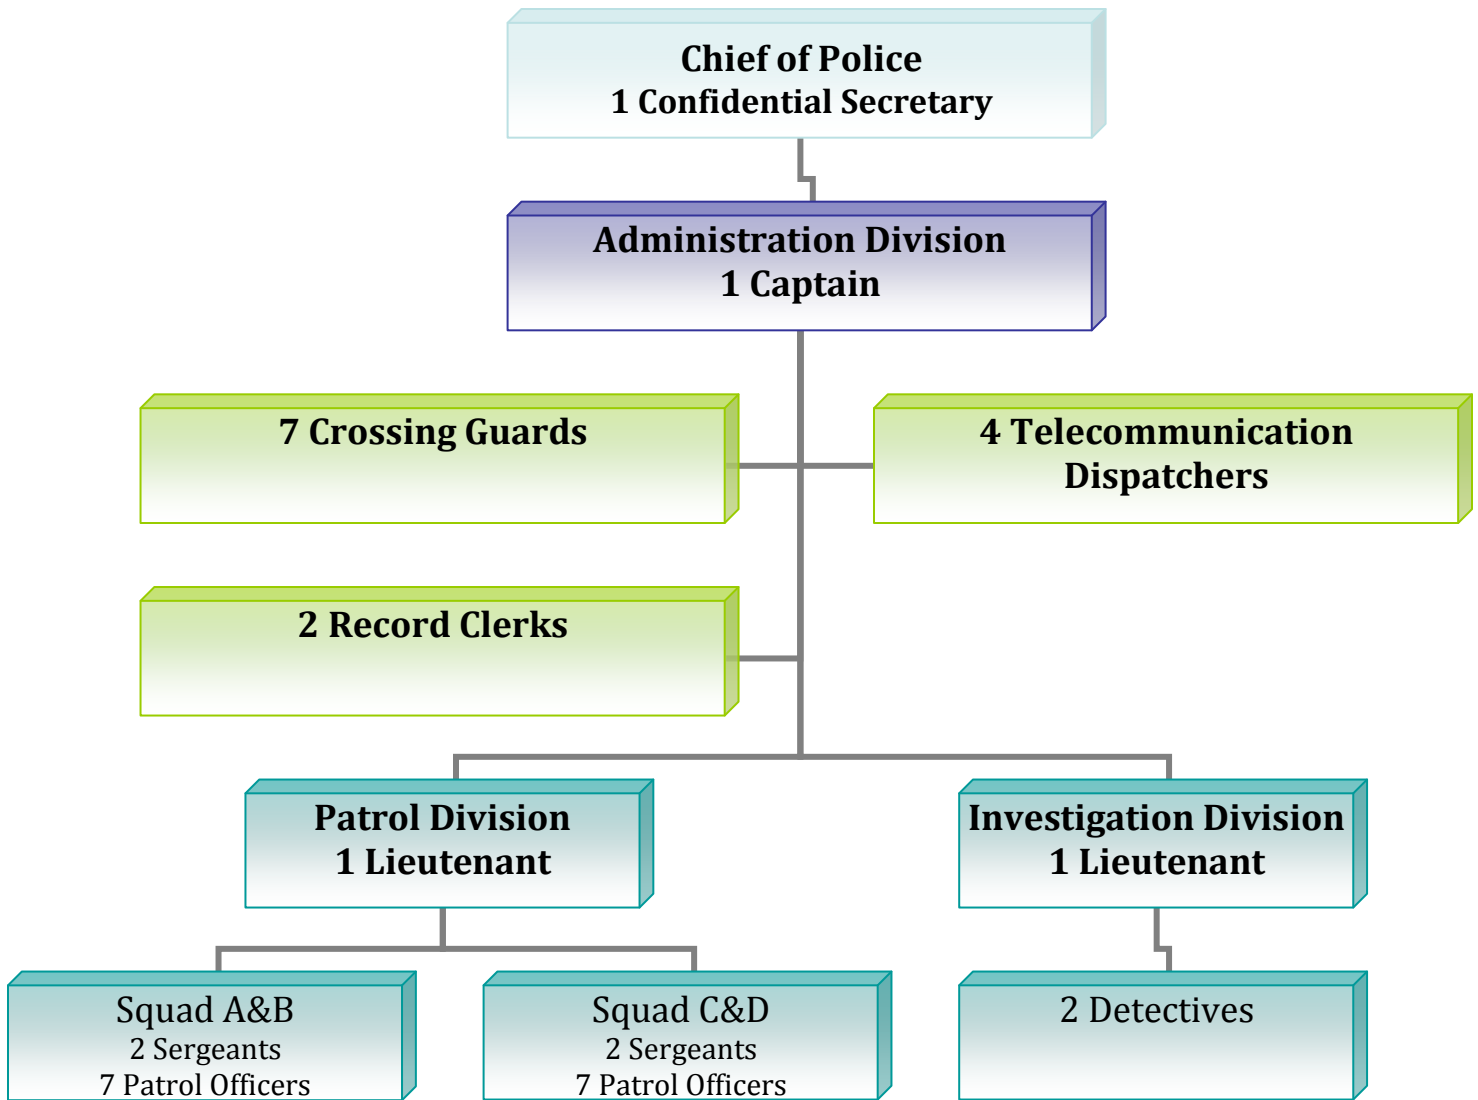 Chief of Police
1 Confidential Secretary
Administration Division
1 Captain
7 Crossing Guards
4 Telecommunication
Dispatchers
2 Record Clerks
Patrol Division
1 Lieutenant
Investigation Division
1 Lieutenant
Squad A&B
2 Sergeants
7 Patrol Officers
Squad C&D
2 Sergeants
7 Patrol Officers
2 Detectives